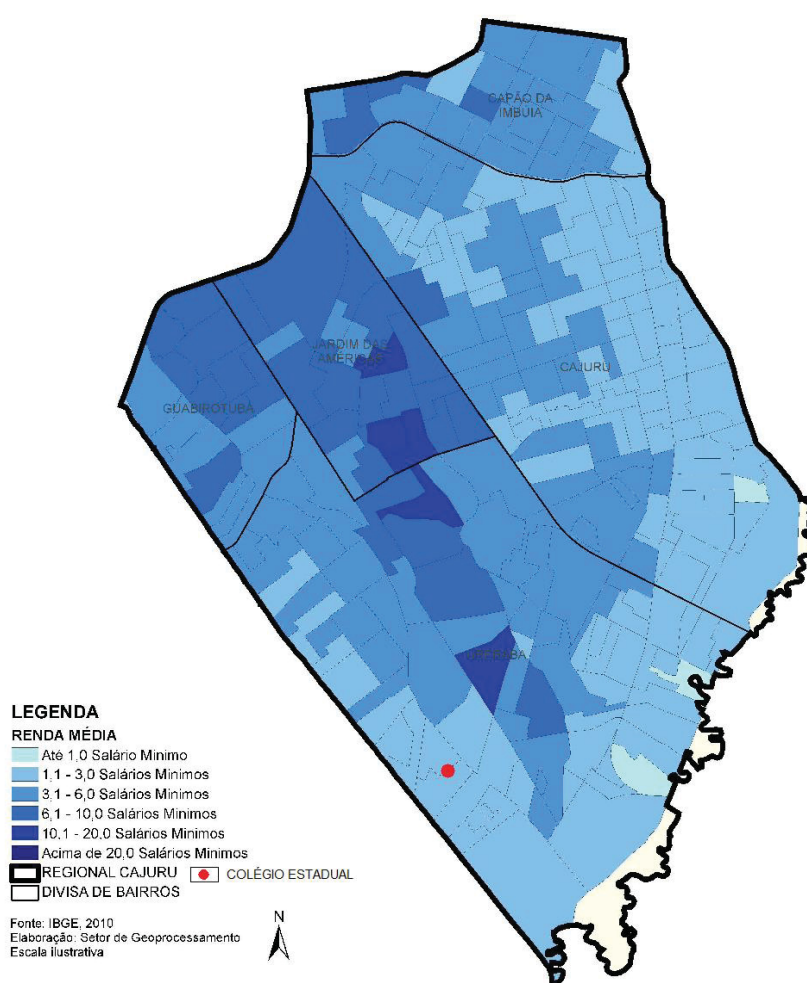 CAPÃO DA
IMBUIA
JARDIM DAS
AMÉRICAS
CAJURU
GUABIROTUBA
UBERABA
LEGENDA
RENDA MÉDIA
Até 1,0 Salário Minimo
1,1 - 3,0 Salários Minimos
3,1 - 6,0 Salários Minimos
6,1 - 10,0 Salários Minimos
10,1 - 20,0 Salários Minimos
Acima de 20,0 Salários Minimos
REGIONAL CAJURU COLÉGIO ESTADUAL
DIVISA DE BAIRROS
Fonte: IBGE, 2010
Elaboração: Setor de Geoprocessamento
Escala ilustrativa
N